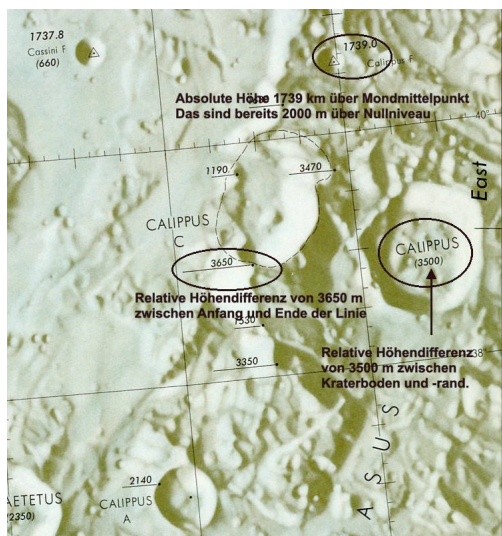 1737.8
Cassini F
(660)
1739.0
Calippus F
Absolute Höhe 1739 km über Mondmittelpunkt
Das sind bereits 2000 m über Nullniveau
40°
East
1190
3470
CALIPPUS
C
CALIPPUS
(3500)
3650
Relative Höhendifferenz von 3650 m
zwischen Anfang und Ende der Linie
1530
3350
Relative Höhendifferenz
von 3500 m zwischen
Kraterboden und -rand.
38°
ASUS
2140
AETETUS
(2350)
CALIPPUS
A